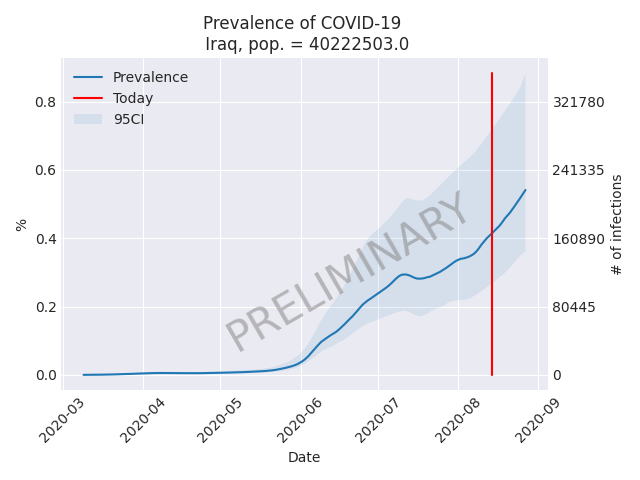 Prevalence of COVID-19
Iraq, pop. = 40222503.0
Prevalence
Today
95CI
0.8
0.6
0.4
0.2
0.0
%
321780
241335
160890
80445
0
# of infections
PRELIMINARY
2020-03
2020-04
2020-05
2020-06
2020-07
2020-08
2020-09
Date